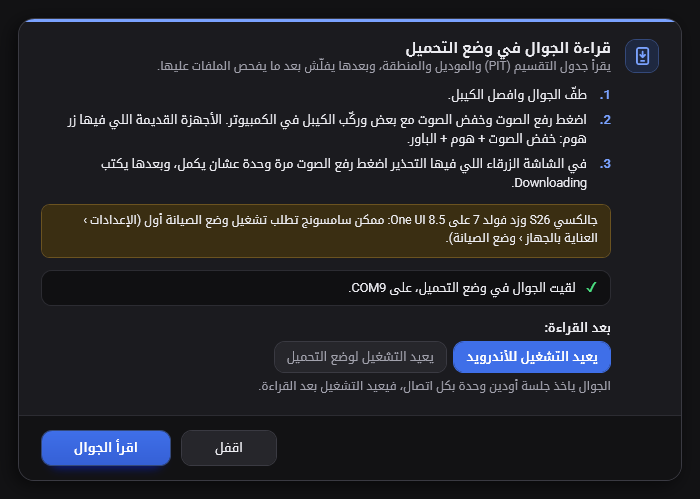 قراءة الجوال في وضع التحميل
يقرأ جدول التقسيم (PIT) والموديل والمنطقة، وبعدها يفلّش بعد ما يفحص الملفات عليها.
1. طفّ الجوال وافصل الكيبل.
2. اضغط رفع الصوت وخفض الصوت مع بعض وركّب الكيبل في الكمبيوتر. الأجهزة القديمة اللي فيها زر
هوم: خفض الصوت + هوم + الباور.
3. في الشاشة الزرقاء اللي فيها التحذير اضغط رفع الصوت مرة وحدة عشان يكمل، وبعدها يكتب
Downloading.
جالكسي S26 وزد فولد 7 على One UI 8.5: ممكن سامسونج تطلب تشغيل وضع الصيانة أول (الإعدادات ›
العناية بالجهاز › وضع الصيانة).
✓ لقيت الجوال في وضع التحميل، على COM9.
بعد القراءة:
يعيد التشغيل للأندرويد
يعيد التشغيل لوضع التحميل
الجوال ياخذ جلسة أودين وحدة بكل اتصال، فيعيد التشغيل بعد القراءة.
اقفل
اقرأ الجوال